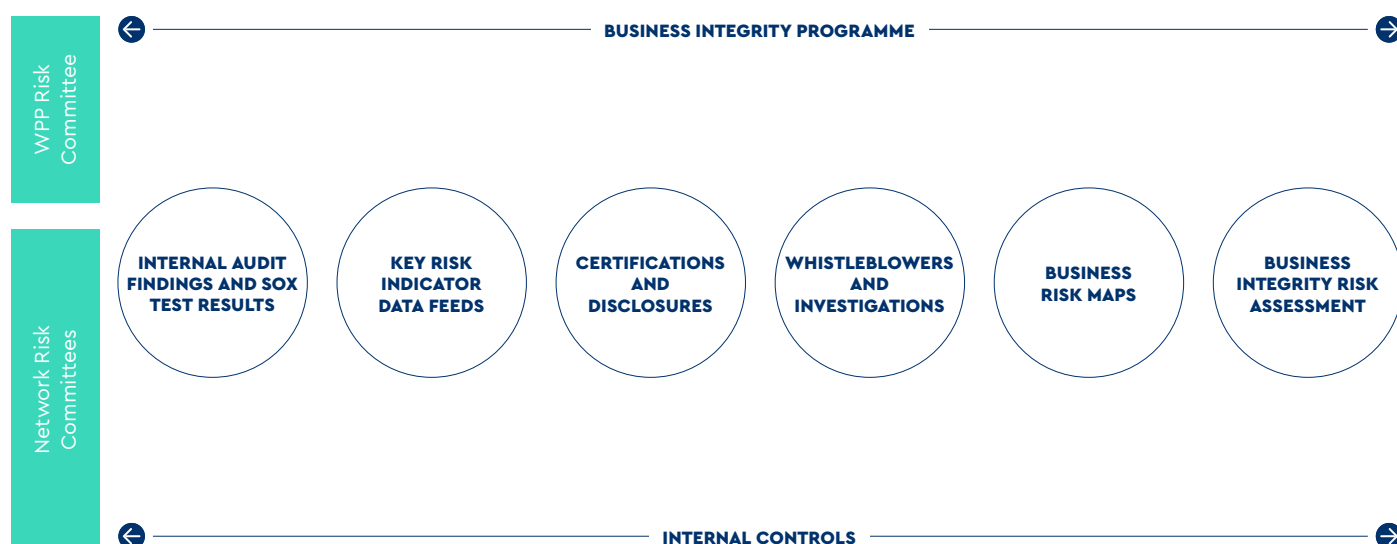 WPP Risk
Committee
BUSINESS INTEGRITY PROGRAMME
INTERNAL AUDIT
FINDINGS AND SOX
TEST RESULTS
KEY RISK
INDICATOR
DATA FEEDS
CERTIFICATIONS
AND
DISCLOSURES
WHISTLEBLOWERS
AND
INVESTIGATIONS
BUSINESS
RISK MAPS
BUSINESS
INTEGRITY RISK
ASSESSMENT
Network Risk
Committees
INTERNAL CONTROLS